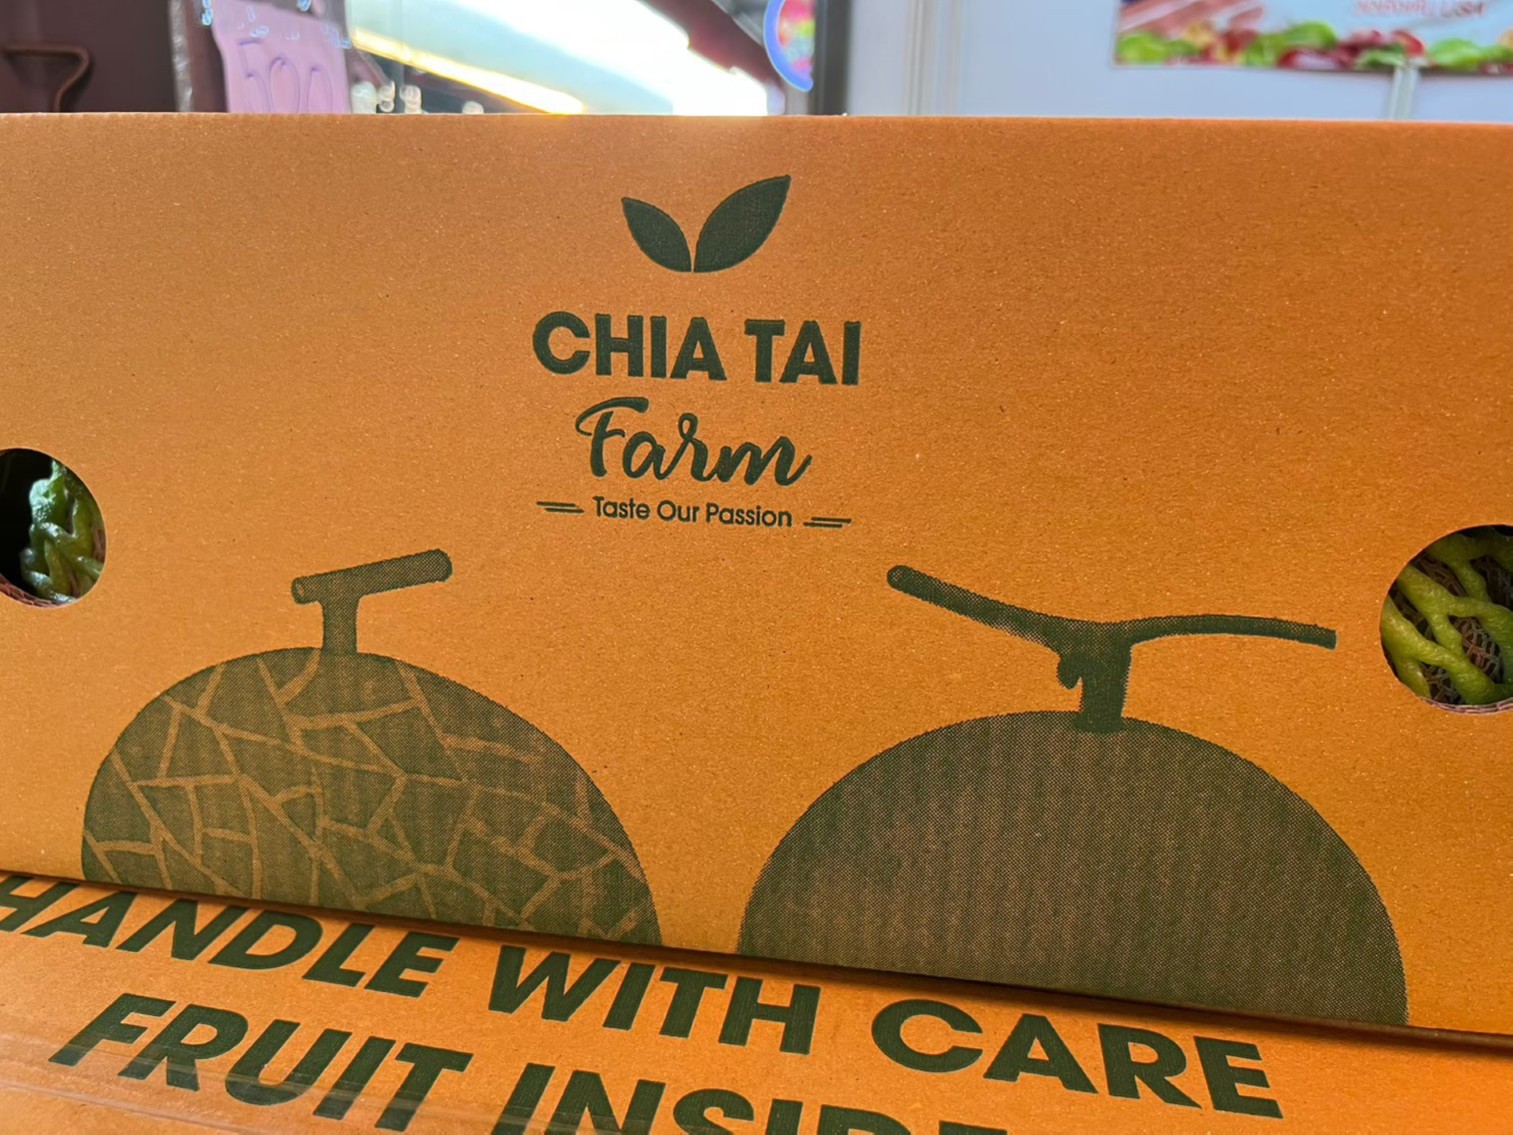 CHIA TAI
Farm
Taste Our Passion
HANDLE WITH CARE
FRUIT INSIDE